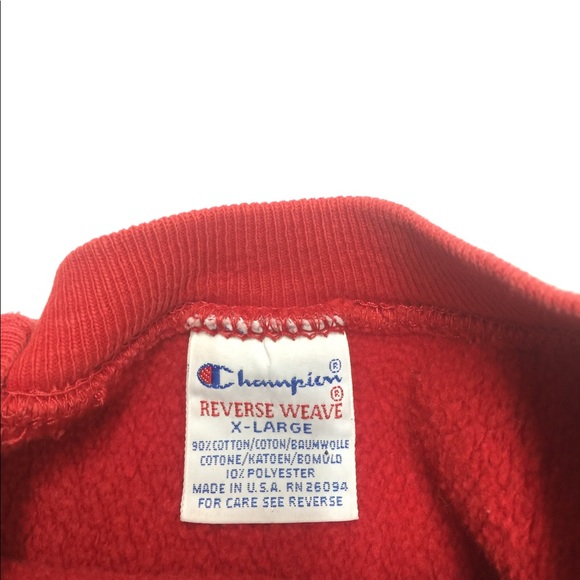 Champion®
REVERSE WEAVE®
X-LARGE
90% COTTON/COTON/BAUMWOLLE
COTONE/KATOEN/BOMULD
10% POLYESTER
MADE IN U.S.A. RN 26094
FOR CARE SEE REVERSE